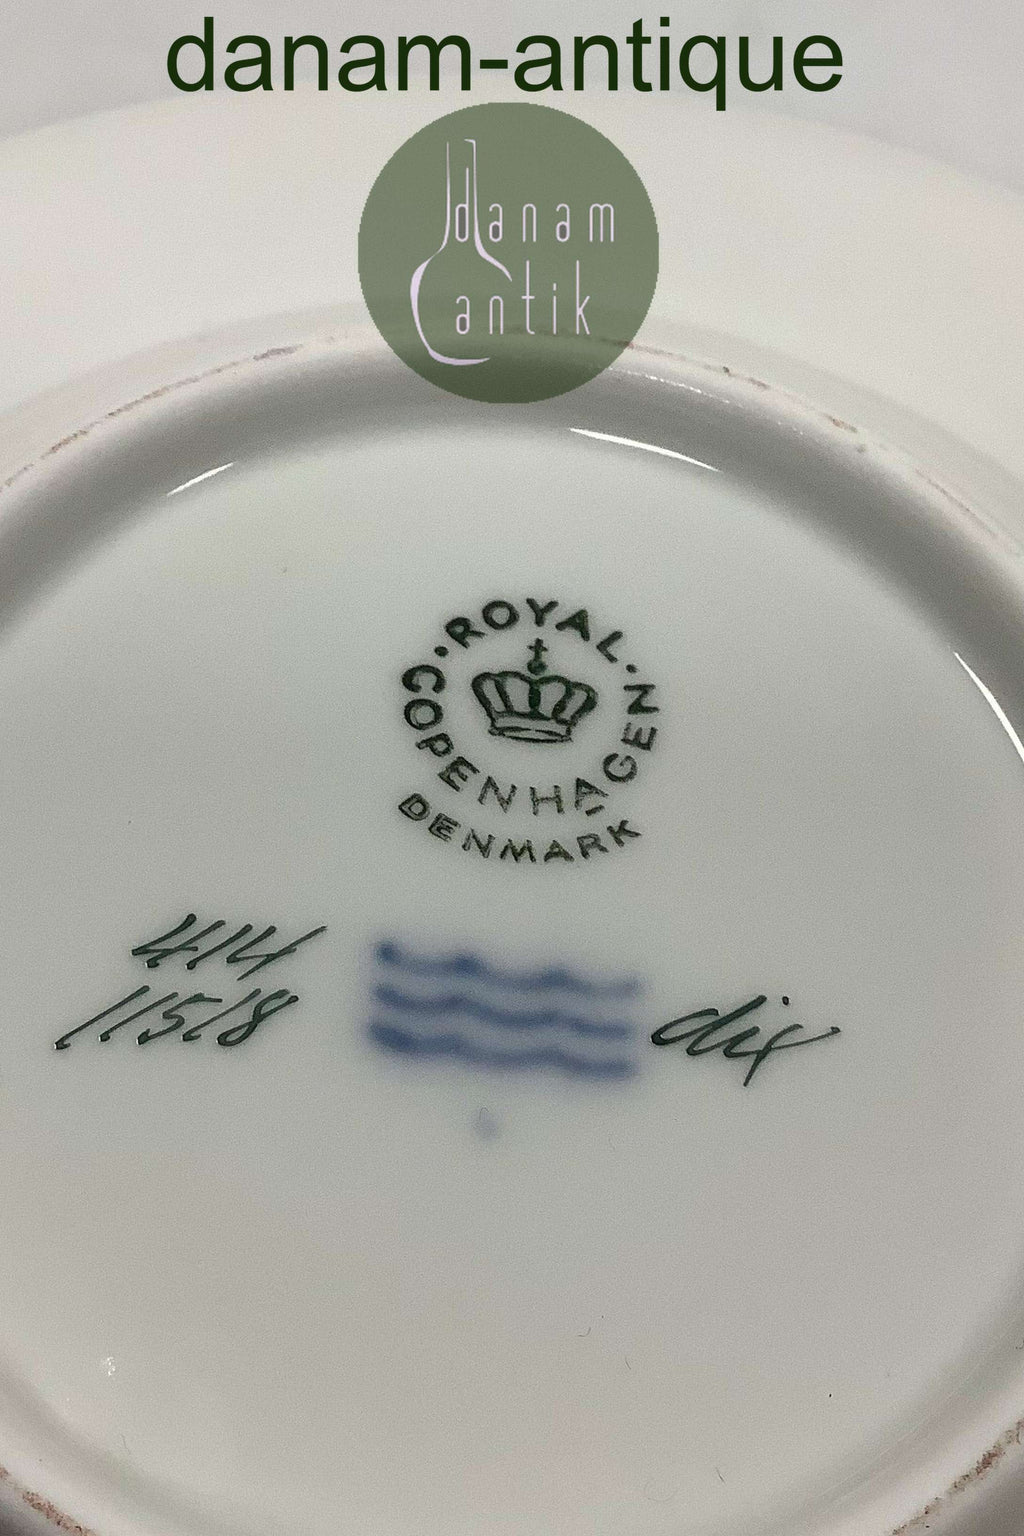 danam-antique
danam
antik
ROYAL
COPENHAGEN
DENMARK
414
11518
dix